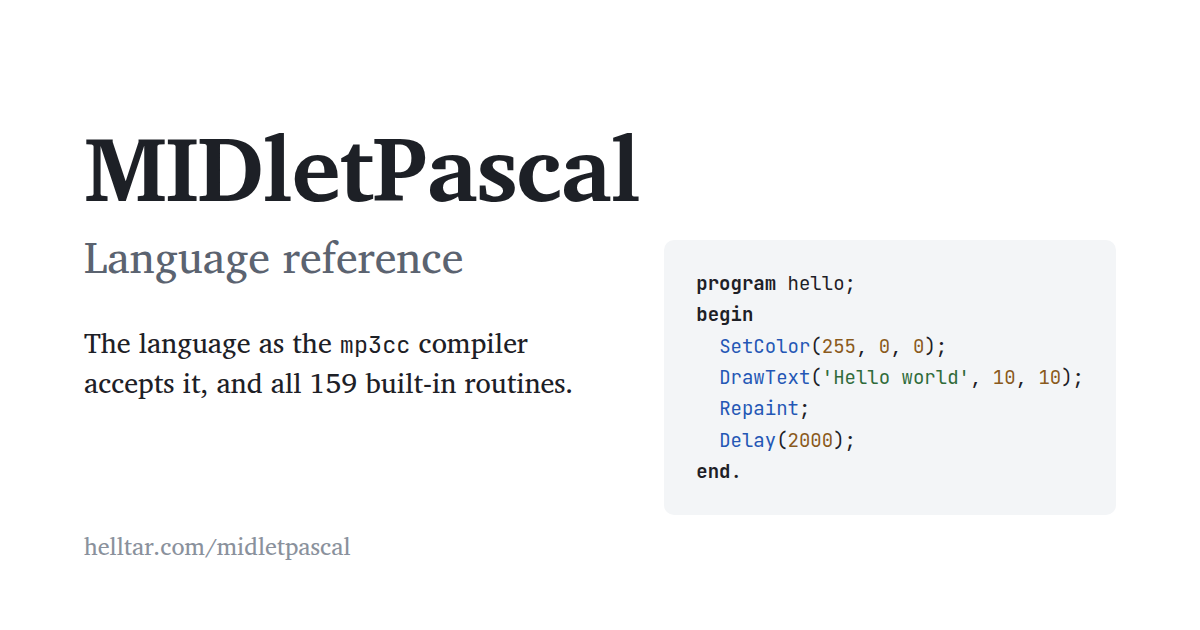 MIDletPascal
Language reference
The language as the mp3cc compiler
accepts it, and all 159 built-in routines.
program hello;
begin
  SetColor(255, 0, 0);
  DrawText('Hello world', 10, 10);
  Repaint;
  Delay(2000);
end.
helltar.com/midletpascal